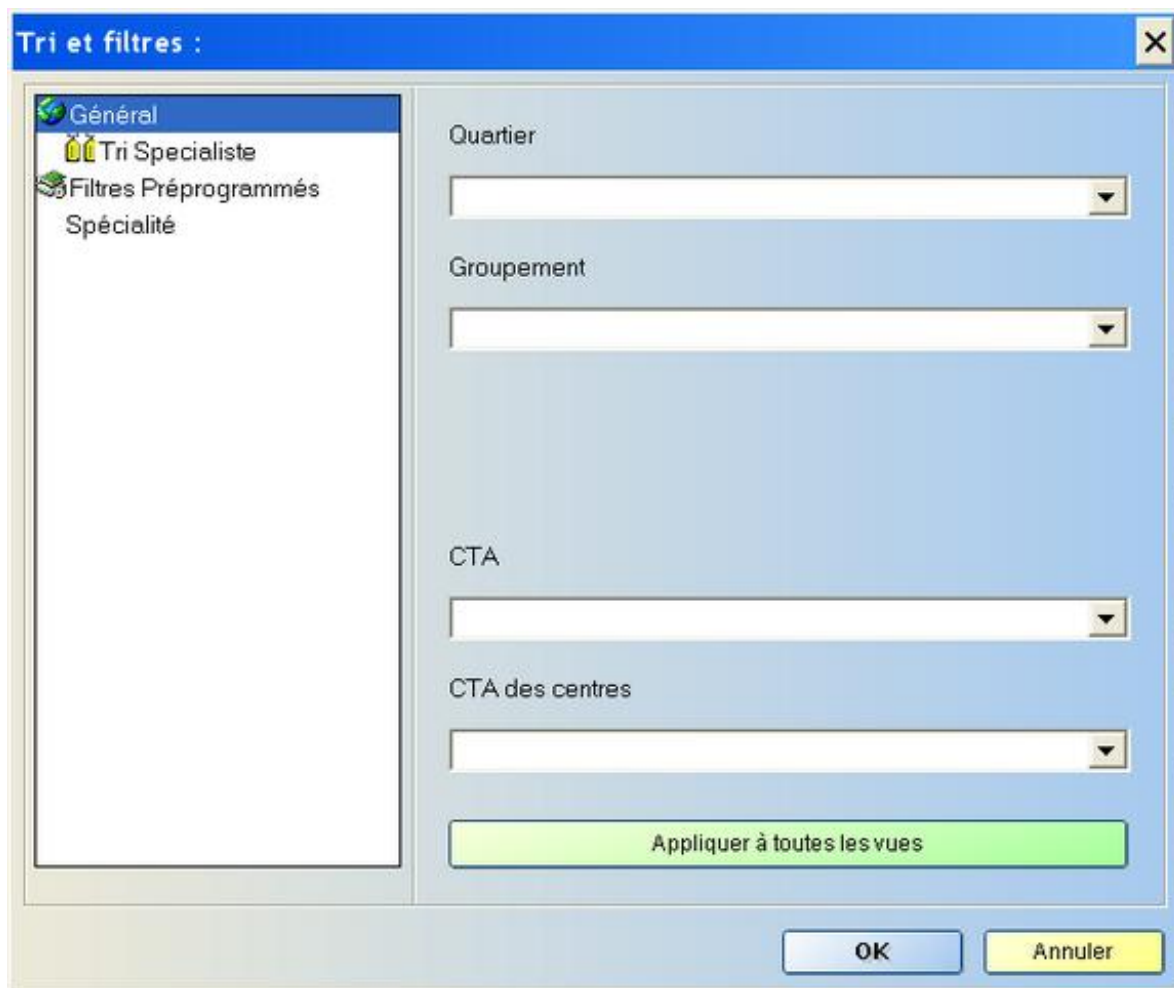 Tri et filtres :
Général
Tri Specialiste
Filtres Préprogrammés
Spécialité
Quartier
Groupement
CTA
CTA des centres
Appliquer à toutes les vues
OK
Annuler